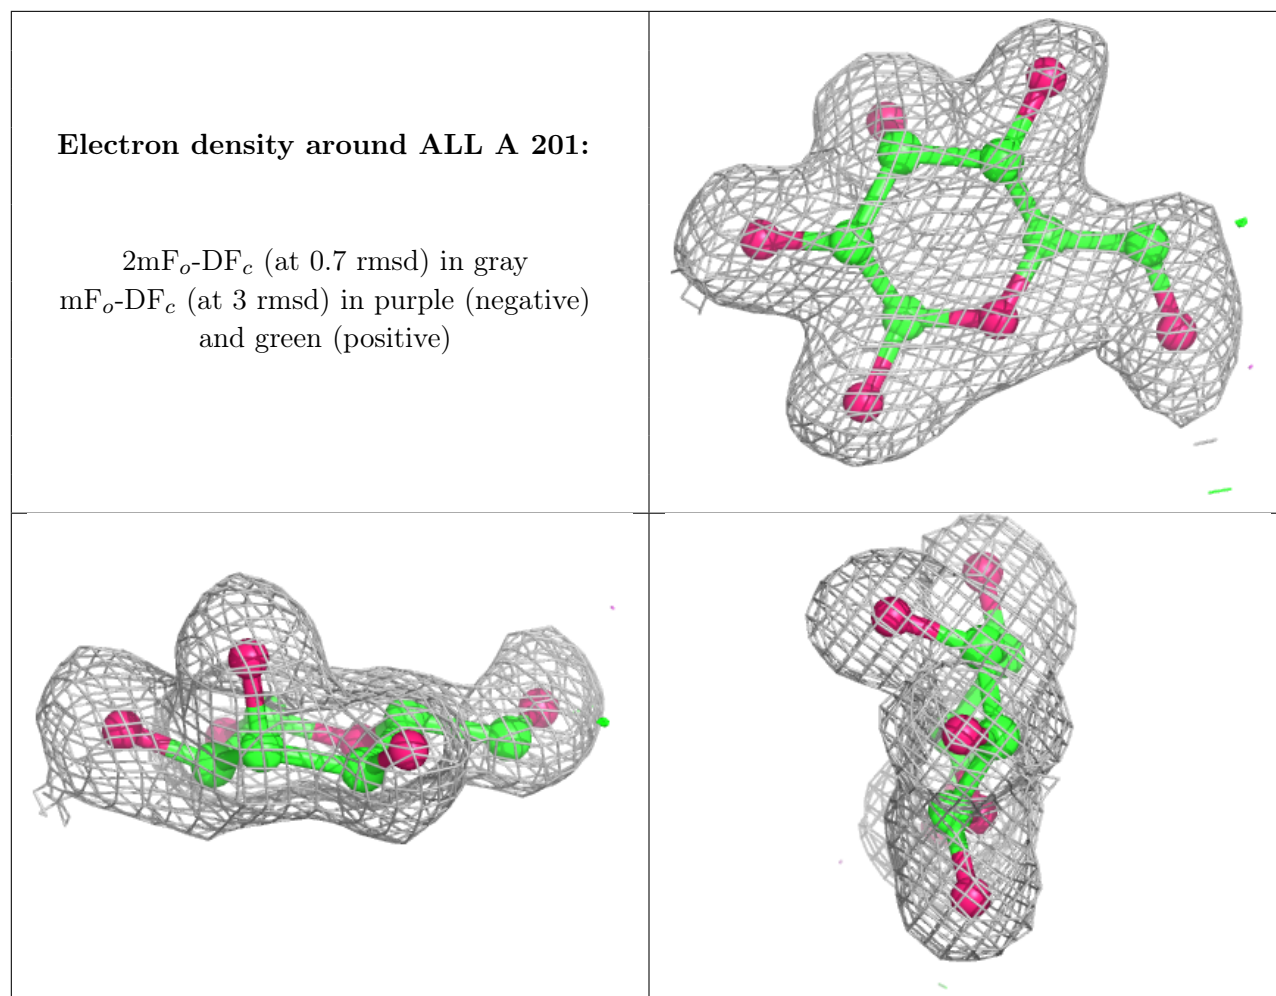 Electron density around ALL A 201:
2mFₒ-DF𝒸 (at 0.7 rmsd) in gray
mFₒ-DF𝒸 (at 3 rmsd) in purple (negative)
and green (positive)